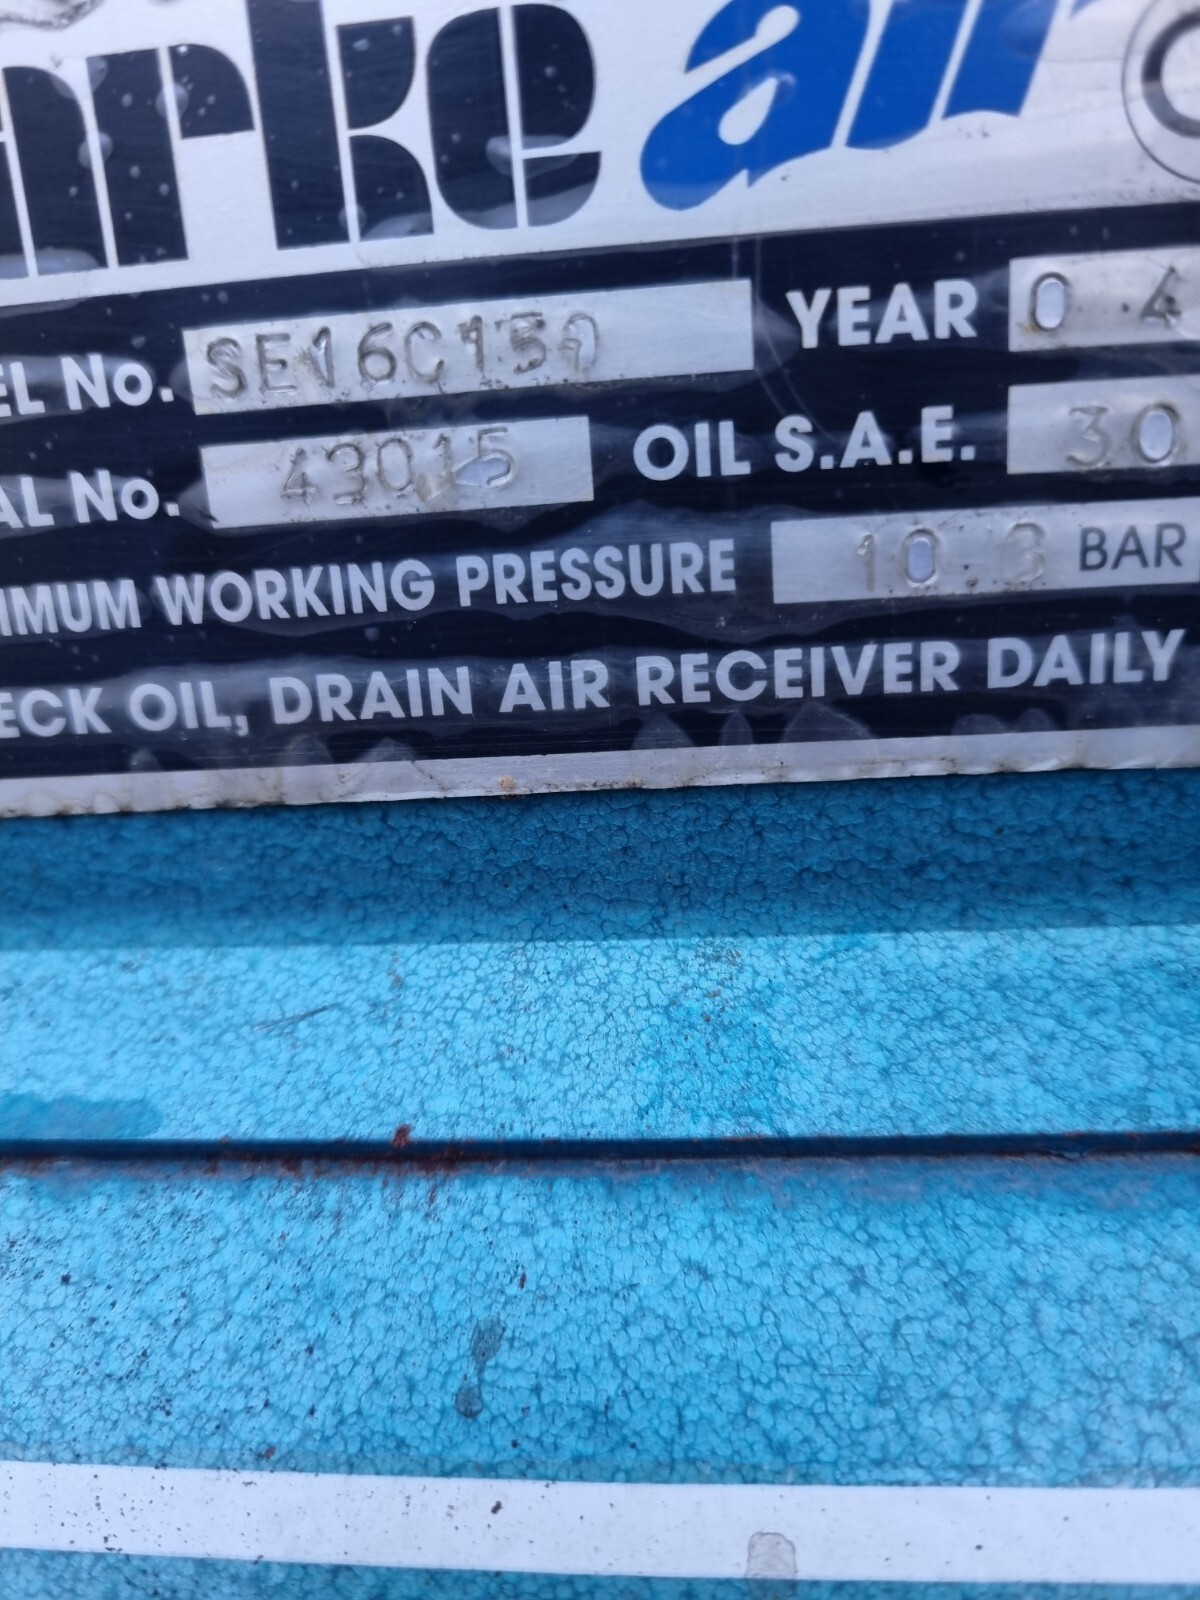 arke air
EL No. SE16C150 YEAR 04
AL No. 43015 OIL S.A.E. 30
IMUM WORKING PRESSURE 10.3 BAR
ECK OIL, DRAIN AIR RECEIVER DAILY